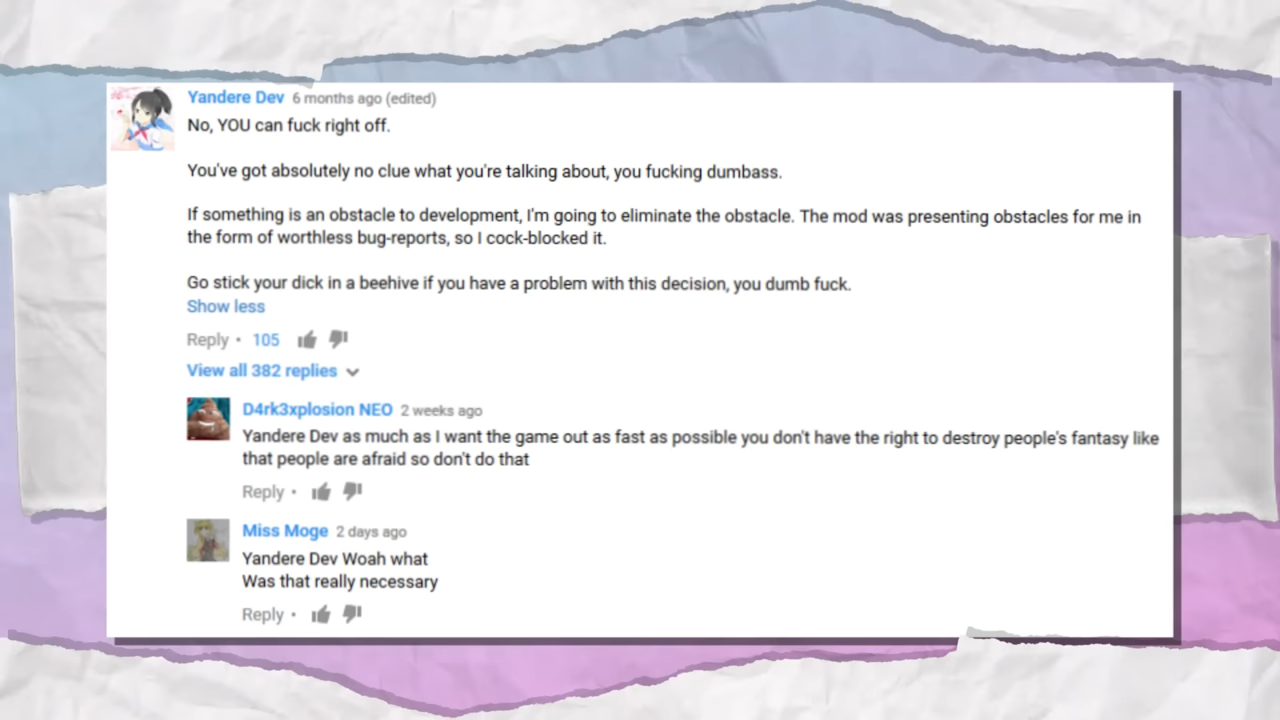 Yandere Dev 6 months ago (edited)
No, YOU can fuck right off.
You've got absolutely no clue what you're talking about, you fucking dumbass.
If something is an obstacle to development, I'm going to eliminate the obstacle. The mod was presenting obstacles for me in
the form of worthless bug-reports, so I cock-blocked it.
Go stick your dick in a beehive if you have a problem with this decision, you dumb fuck.
Show less
Reply • 105
View all 382 replies
D4rk3xplosion NEO 2 weeks ago
Yandere Dev as much as I want the game out as fast as possible you don't have the right to destroy people's fantasy like
that people are afraid so don't do that
Reply •
Miss Moge 2 days ago
Yandere Dev Woah what
Was that really necessary
Reply •